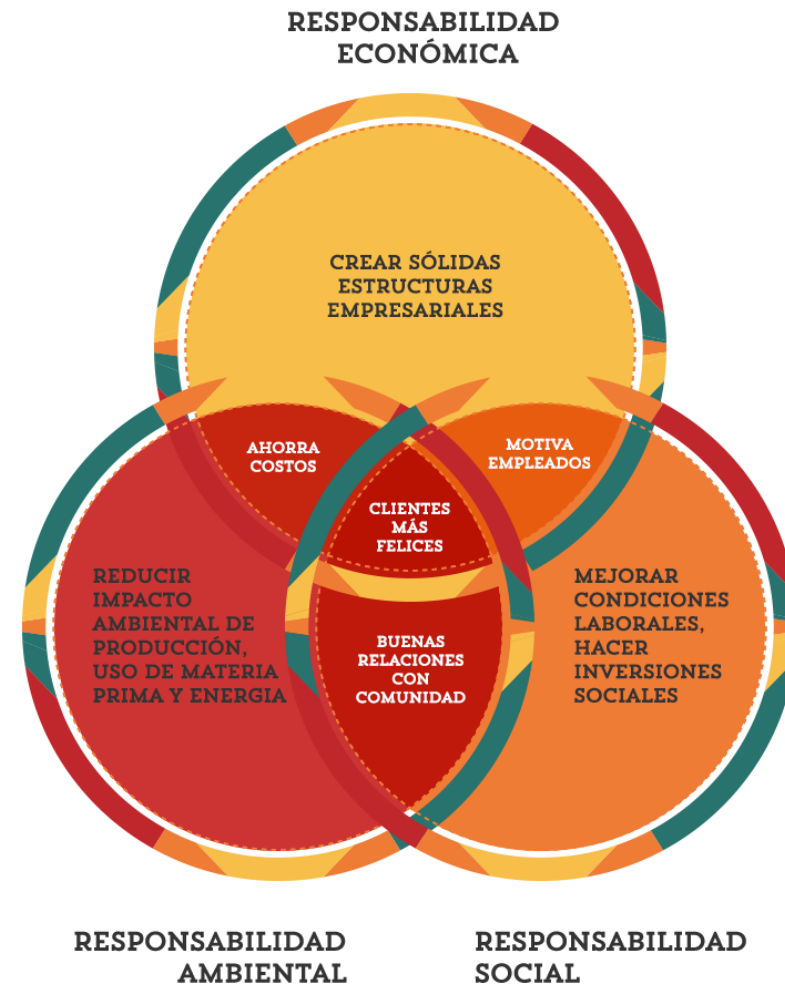 RESPONSABILIDAD
ECONÓMICA
CREAR SÓLIDAS
ESTRUCTURAS
EMPRESARIALES
AHORRA
COSTOS
MOTIVA
EMPLEADOS
CLIENTES
MÁS
FELICES
REDUCIR
IMPACTO
AMBIENTAL DE
PRODUCCIÓN,
USO DE MATERIA
PRIMA Y ENERGIA
MEJORAR
CONDICIONES
LABORALES,
HACER
INVERSIONES
SOCIALES
BUENAS
RELACIONES
CON
COMUNIDAD
RESPONSABILIDAD
AMBIENTAL
RESPONSABILIDAD
SOCIAL